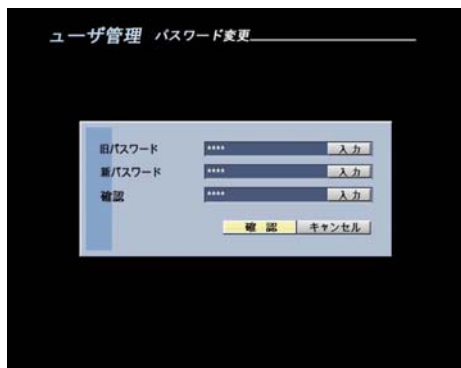 ユーザ管理 パスワード変更
旧パスワード **** 入力
新パスワード **** 入力
確認 **** 入力
確認 キャンセル